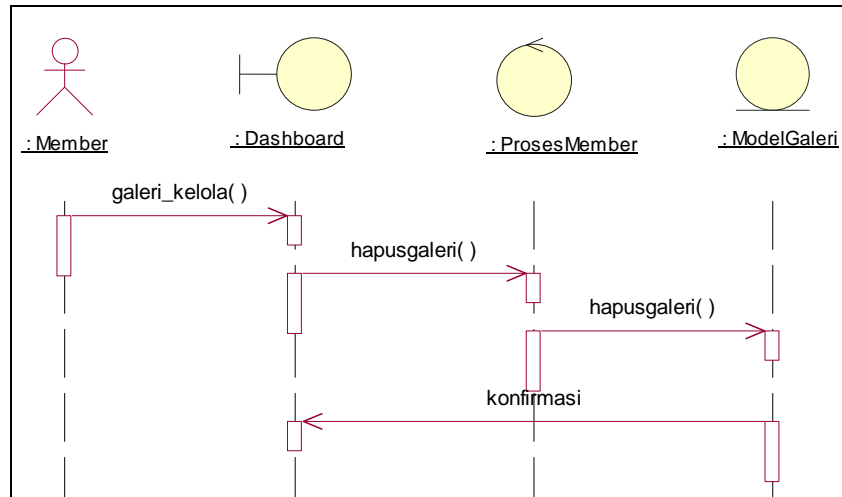 : Member
: Dashboard
: ProsesMember
: ModelGaleri
galeri_kelola( )
hapusgaleri( )
hapusgaleri( )
konfirmasi